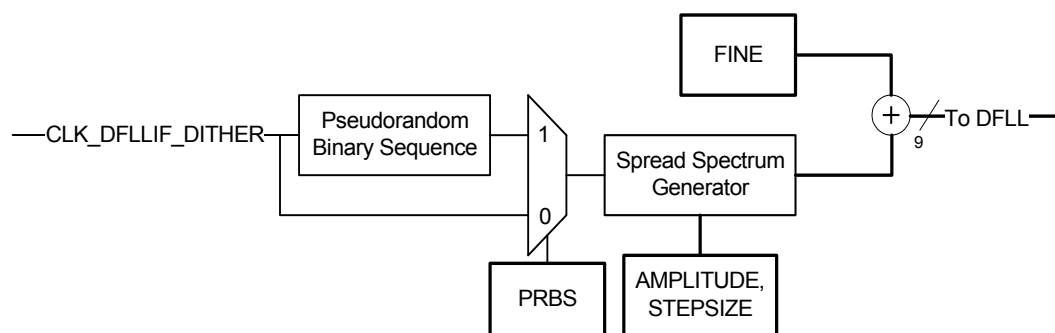 FINE
CLK_DFLLIF_DITHER
Pseudorandom
Binary Sequence
1
0
Spread Spectrum
Generator
+
9
To DFLL
PRBS
AMPLITUDE,
STEPSIZE